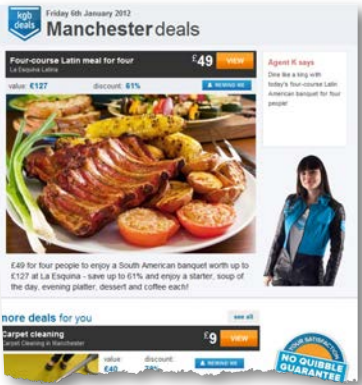 kgb
deals
Friday 6th January 2012
Manchester deals
Four-course Latin meal for four
La Esquina Latina
£49
VIEW
value: £127
discount: 61%
REMIND ME
Agent K says
Dine like a king with
today's four-course Latin
American banquet for four
people!
£49 for four people to enjoy a South American banquet worth up to
£127 at La Esquina - save up to 61% and enjoy a starter, soup of
the day, evening platter, dessert and coffee each!
more deals for you
see all
Carpet cleaning
Carpet Cleaning in Manchester
£9
VIEW
value:
£40
discount:
REMIND ME
YOUR SATISFACTION
NO QUIBBLE
GUARANTEE